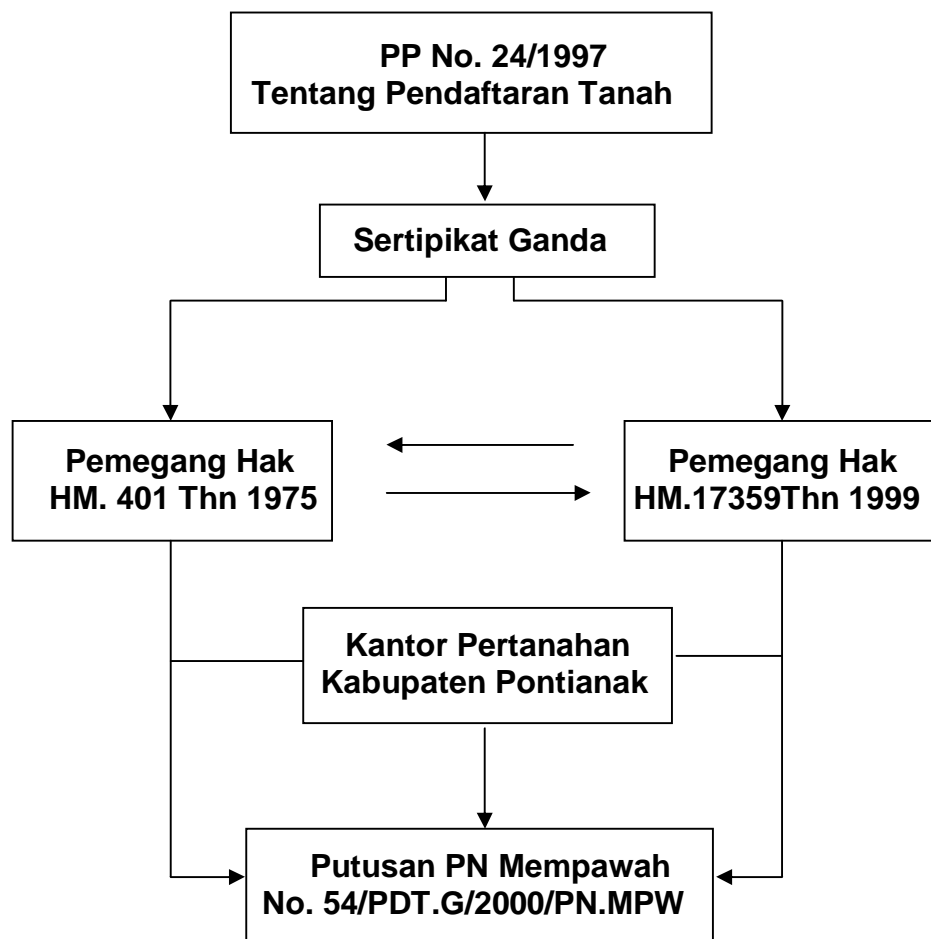 PP No. 24/1997
Tentang Pendaftaran Tanah
Sertipikat Ganda
Pemegang Hak
HM. 401 Thn 1975
Pemegang Hak
HM.17359Thn 1999
Kantor Pertanahan
Kabupaten Pontianak
Putusan PN Mempawah
No. 54/PDT.G/2000/PN.MPW